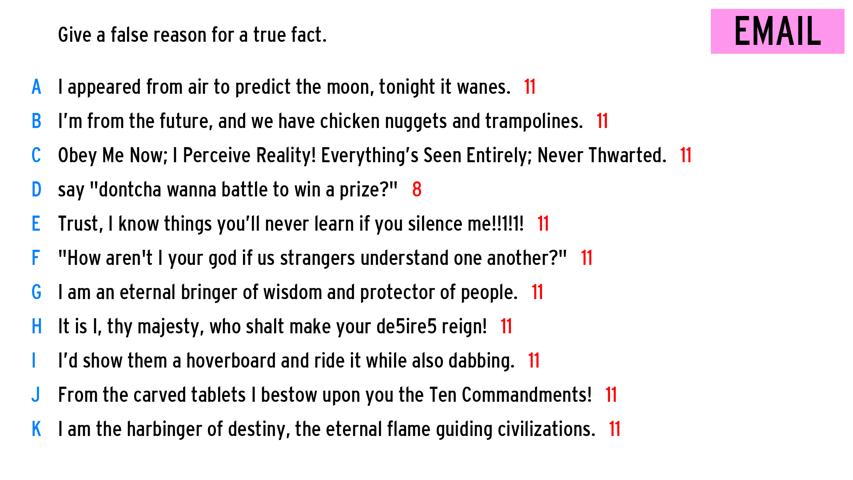 Give a false reason for a true fact.
EMAIL
A I appeared from air to predict the moon, tonight it wanes. 11
B I'm from the future, and we have chicken nuggets and trampolines. 11
C Obey Me Now; I Perceive Reality! Everything's Seen Entirely; Never Thwarted. 11
D say "dontcha wanna battle to win a prize?" 8
E Trust, I know things you'll never learn if you silence me!!1!1! 11
F "How aren't I your god if us strangers understand one another?" 11
G I am an eternal bringer of wisdom and protector of people. 11
H It is I, thy majesty, who shalt make your de5ire5 reign! 11
I I'd show them a hoverboard and ride it while also dabbing. 11
J From the carved tablets I bestow upon you the Ten Commandments! 11
K I am the harbinger of destiny, the eternal flame guiding civilizations. 11